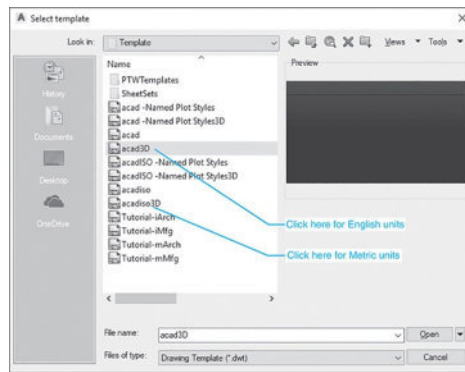 Select template
Look in:
Template
Views
Tools
Name
Preview
History
Documents
Desktop
OneDrive
PTWTemplates
SheetSets
acad -Named Plot Styles
acad -Named Plot Styles3D
acad
acad3D
acadISO -Named Plot Styles
acadISO -Named Plot Styles3D
acadiso
acadiso3D
Tutorial-iArch
Tutorial-iMfg
Tutorial-mArch
Tutorial-mMfg
Click here for English units
Click here for Metric units
File name:
acad3D
Open
Files of type:
Drawing Template (*.dwt)
Cancel